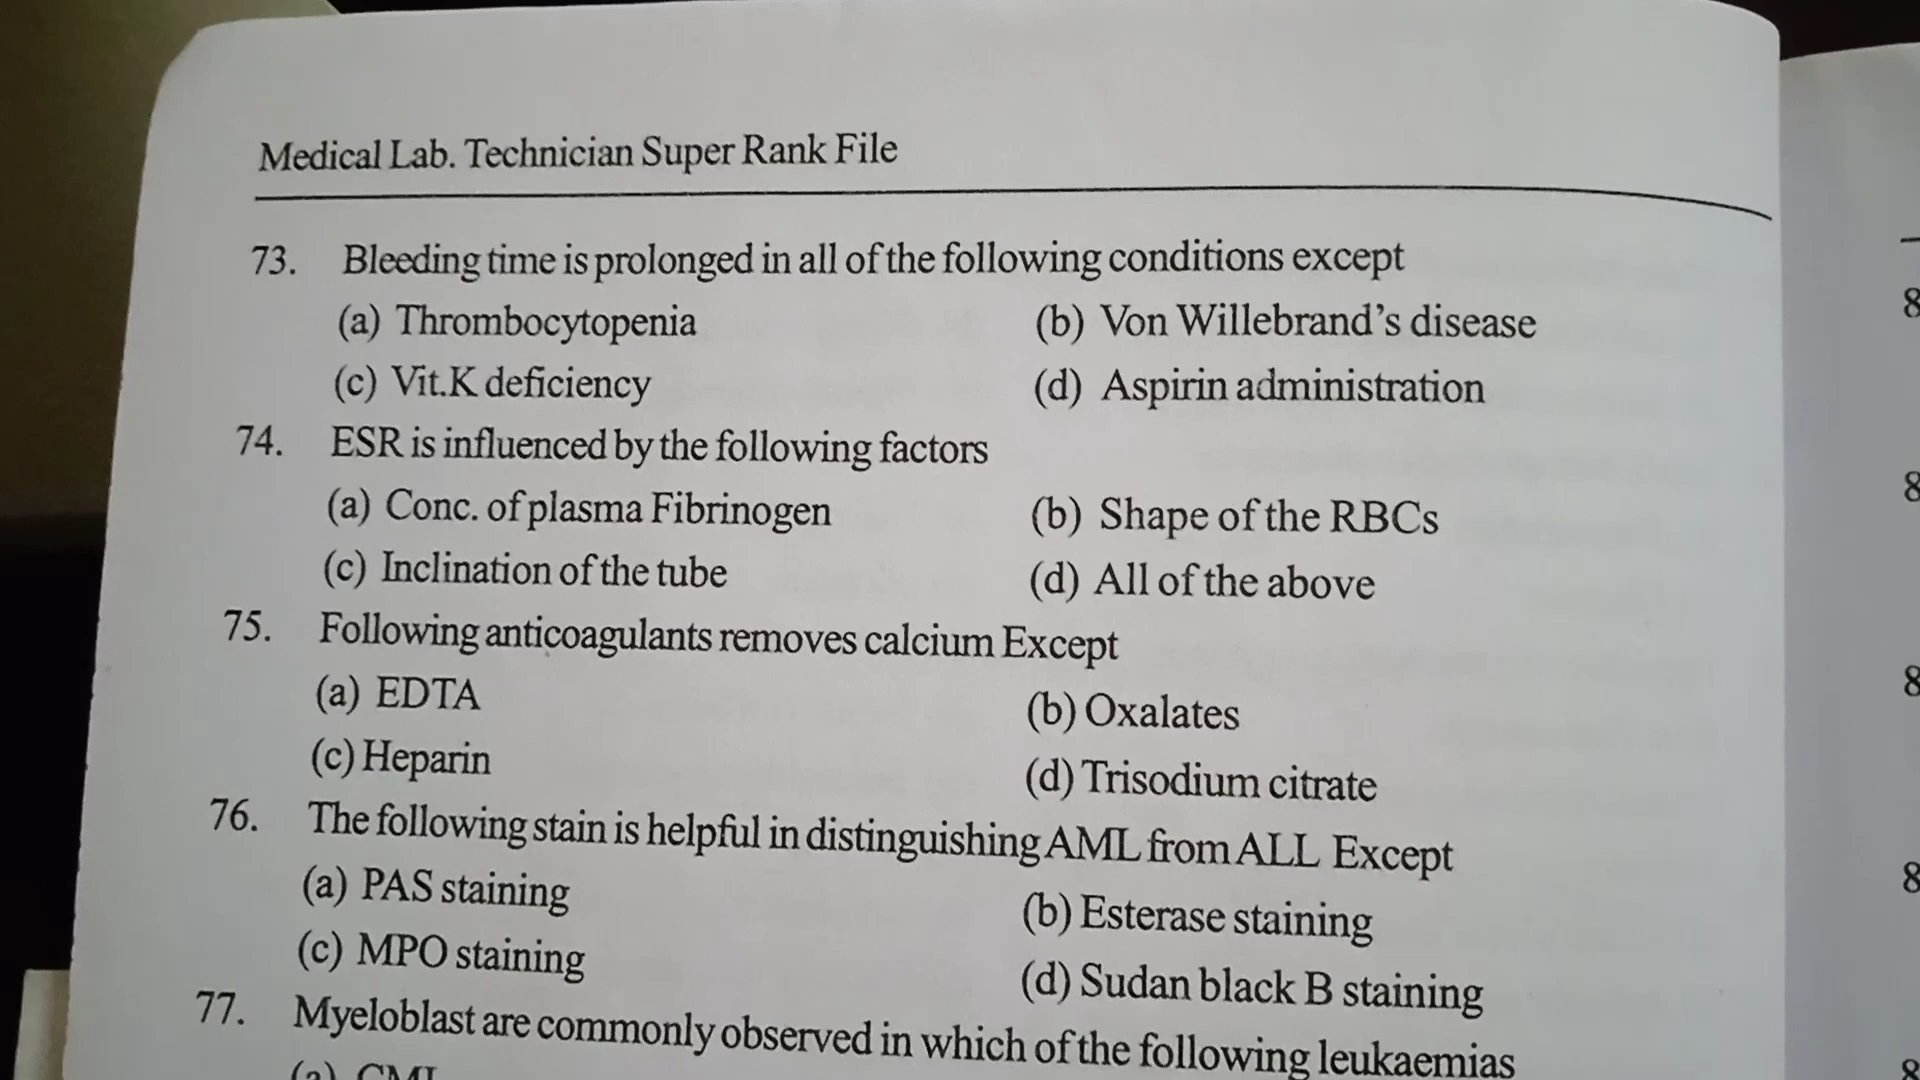 Medical Lab. Technician Super Rank File
73. Bleeding time is prolonged in all of the following conditions except
(a) Thrombocytopenia (b) Von Willebrand's disease
(c) Vit.K deficiency (d) Aspirin administration
74. ESR is influenced by the following factors
(a) Conc. of plasma Fibrinogen (b) Shape of the RBCs
(c) Inclination of the tube (d) All of the above
75. Following anticoagulants removes calcium Except
(a) EDTA (b) Oxalates
(c) Heparin (d) Trisodium citrate
76. The following stain is helpful in distinguishing AML from ALL Except
(a) PAS staining (b) Esterase staining
(c) MPO staining (d) Sudan black B staining
77. Myeloblast are commonly observed in which of the following leukaemias
(a) CML